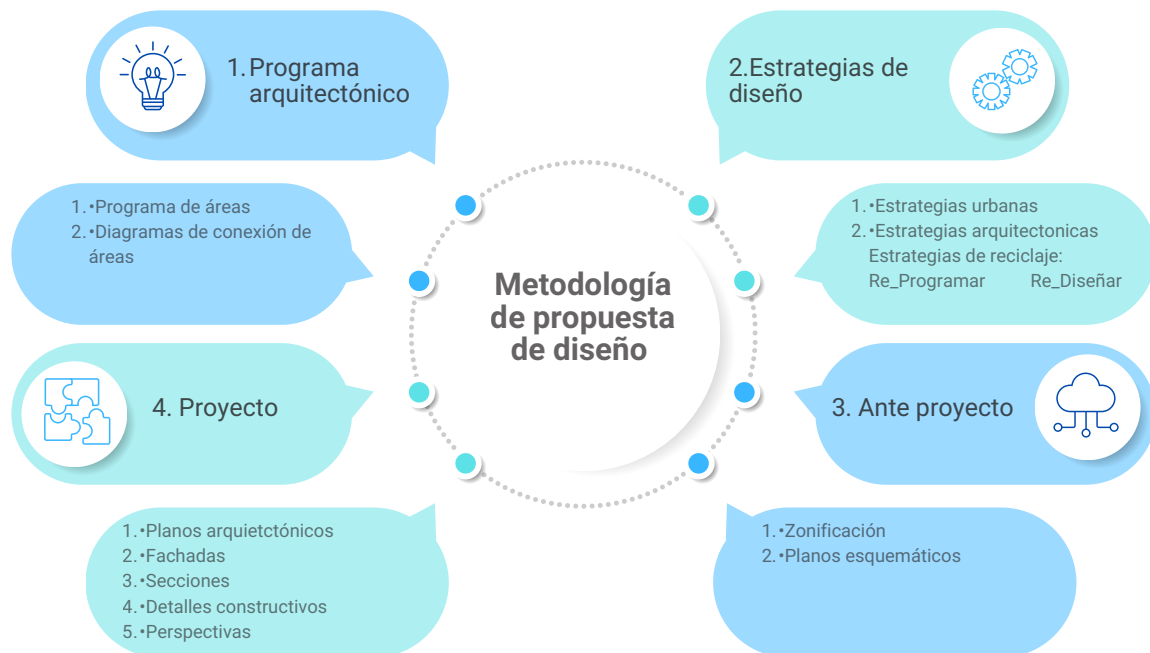 1. Programa
arquitectónico
1. •Programa de áreas
2. •Diagramas de conexión de
áreas
2.Estrategias de
diseño
1. •Estrategias urbanas
2. •Estrategias arquitectonicas
Estrategias de reciclaje:
Re_Programar Re_Diseñar
Metodología
de propuesta
de diseño
3. Ante proyecto
1. •Zonificación
2. •Planos esquemáticos
4. Proyecto
1. •Planos arquietctónicos
2. •Fachadas
3. •Secciones
4. •Detalles constructivos
5. •Perspectivas